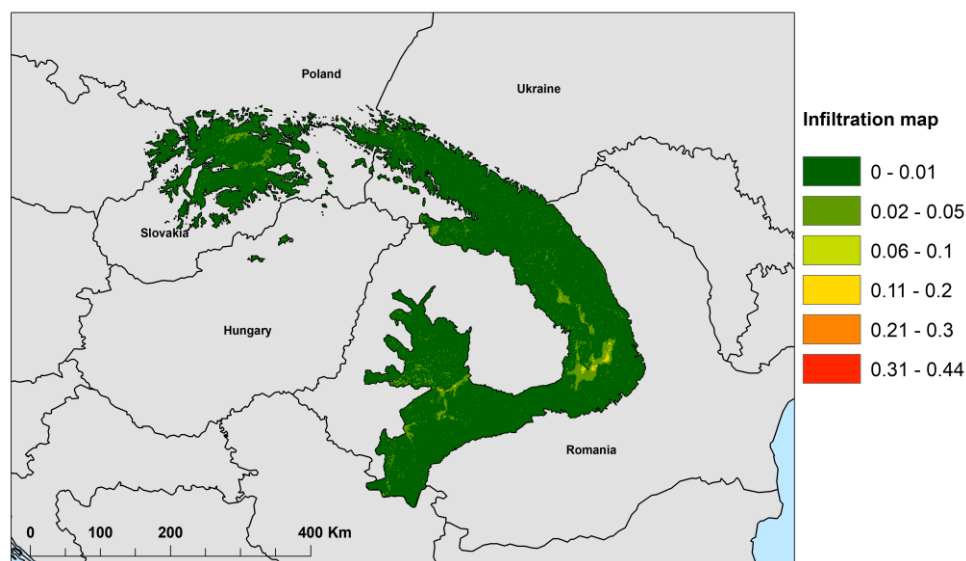 Poland
Ukraine
Infiltration map
0 - 0.01
0.02 - 0.05
Slovakia
0.06 - 0.1
0.11 - 0.2
Hungary
0.21 - 0.3
0.31 - 0.44
Romania
0 100 200 400 Km